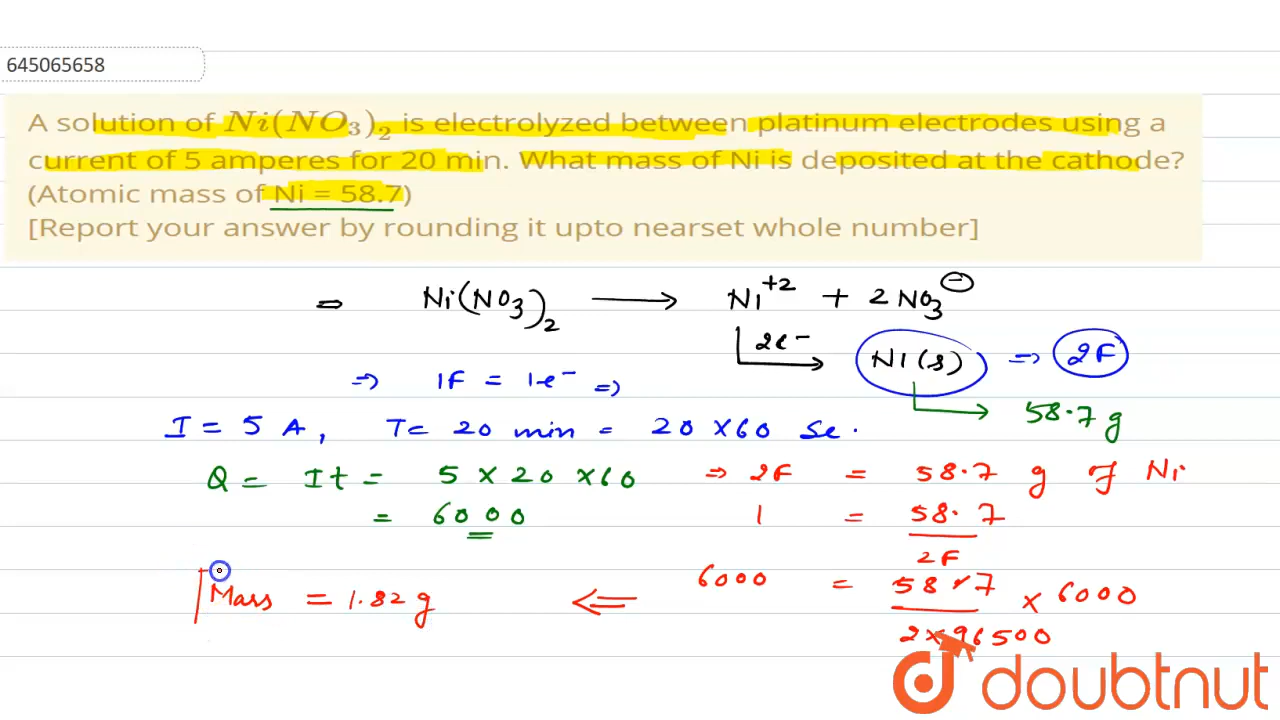 645065658
A solution of Ni(NO₃)₂ is electrolyzed between platinum electrodes using a
current of 5 amperes for 20 min. What mass of Ni is deposited at the cathode?
(Atomic mass of Ni = 58.7)
[Report your answer by rounding it upto nearset whole number]
⇒ Ni(NO₃)₂ ⟶ Ni⁺² + 2NO₃⁻
2e⁻ → Ni(s) ⇒ 2F
⇒ 1F = 1e⁻ ⇒
→ 58.7 g
I = 5 A, T = 20 min = 20 × 60 Se.
Q = It = 5 × 20 × 60 ⇒ 2F = 58.7 g of Ni
= 6000 1 = 58.7 / 2F
6000 = 58.7 / 2×96500 × 6000
Mass = 1.82 g ⇐
doubtnut